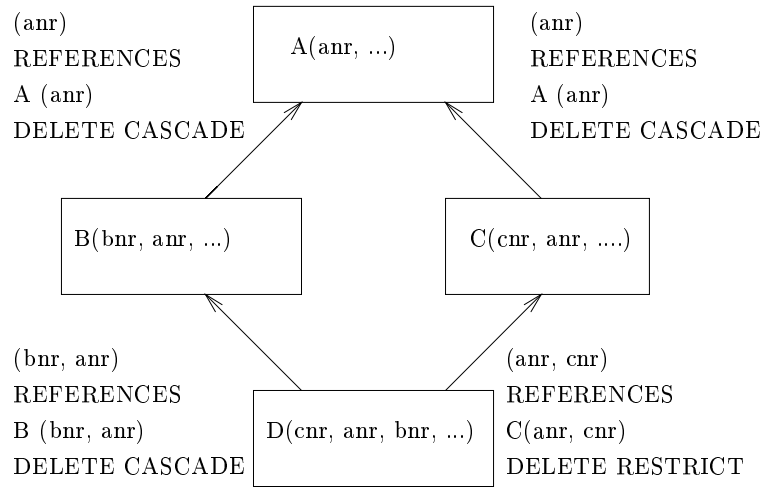 (anr)
REFERENCES
A (anr)
DELETE CASCADE
A(anr, ...)
(anr)
REFERENCES
A (anr)
DELETE CASCADE
B(bnr, anr, ...)
C(cnr, anr, ....)
(bnr, anr)
REFERENCES
B (bnr, anr)
DELETE CASCADE
D(cnr, anr, bnr, ...)
(anr, cnr)
REFERENCES
C(anr, cnr)
DELETE RESTRICT